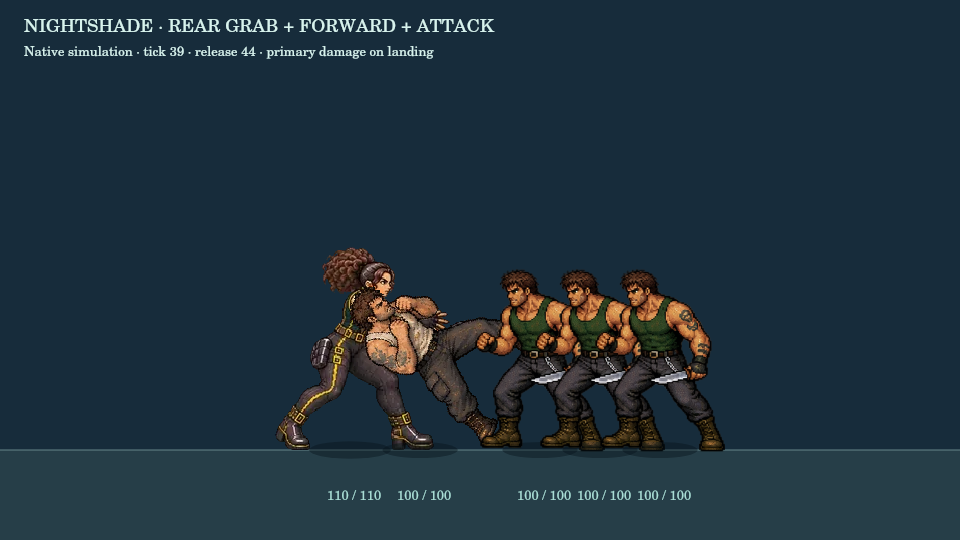 NIGHTSHADE · REAR GRAB + FORWARD + ATTACK
Native simulation · tick 39 · release 44 · primary damage on landing
110 / 110 100 / 100 100 / 100 100 / 100 100 / 100